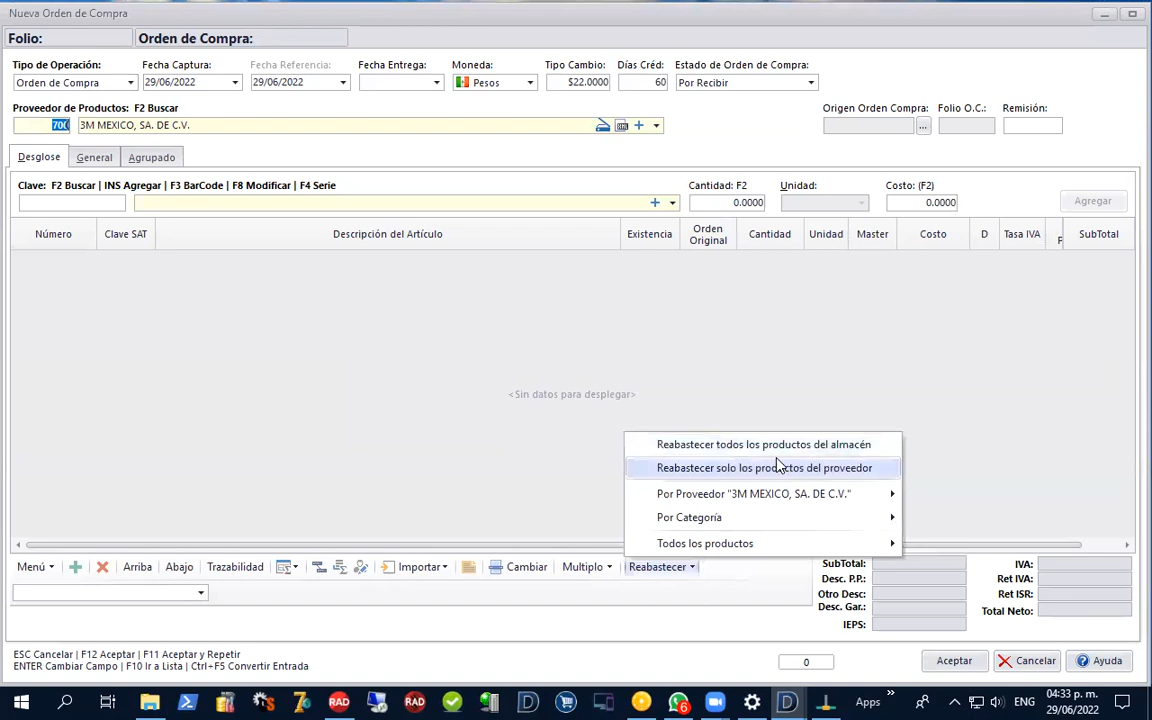 Nueva Orden de Compra
Folio: Orden de Compra:
Tipo de Operación: Fecha Captura: Fecha Referencia: Fecha Entrega: Moneda: Tipo Cambio: Días Créd: Estado de Orden de Compra:
Orden de Compra 29/06/2022 29/06/2022 Pesos $22.0000 60 Por Recibir
Proveedor de Productos: F2 Buscar Origen Orden Compra: Folio O.C.: Remisión:
700 3M MEXICO, SA. DE C.V. ...
Desglose General Agrupado
Clave: F2 Buscar | INS Agregar | F3 BarCode | F8 Modificar | F4 Serie Cantidad: F2 Unidad: Costo: (F2)
0.0000 0.0000 Agregar
Número Clave SAT Descripción del Artículo Existencia Orden Original Cantidad Unidad Master Costo D Tasa IVA SubTotal
<Sin datos para desplegar>
Reabastecer todos los productos del almacén
Reabastecer solo los productos del proveedor
Por Proveedor "3M MEXICO, SA. DE C.V."
Por Categoría
Todos los productos
Menú Arriba Abajo Trazabilidad Importar Cambiar Multiplo Reabastecer
SubTotal: IVA:
Desc. P.P.: Ret IVA:
Otro Desc: Ret ISR:
Desc. Gar.: Total Neto:
IEPS:
ESC Cancelar | F12 Aceptar | F11 Aceptar y Repetir
ENTER Cambiar Campo | F10 Ir a Lista | Ctrl+F5 Convertir Entrada
0 Aceptar Cancelar Ayuda
RAD RAD 6 Apps ENG 04:33 p. m.
29/06/2022